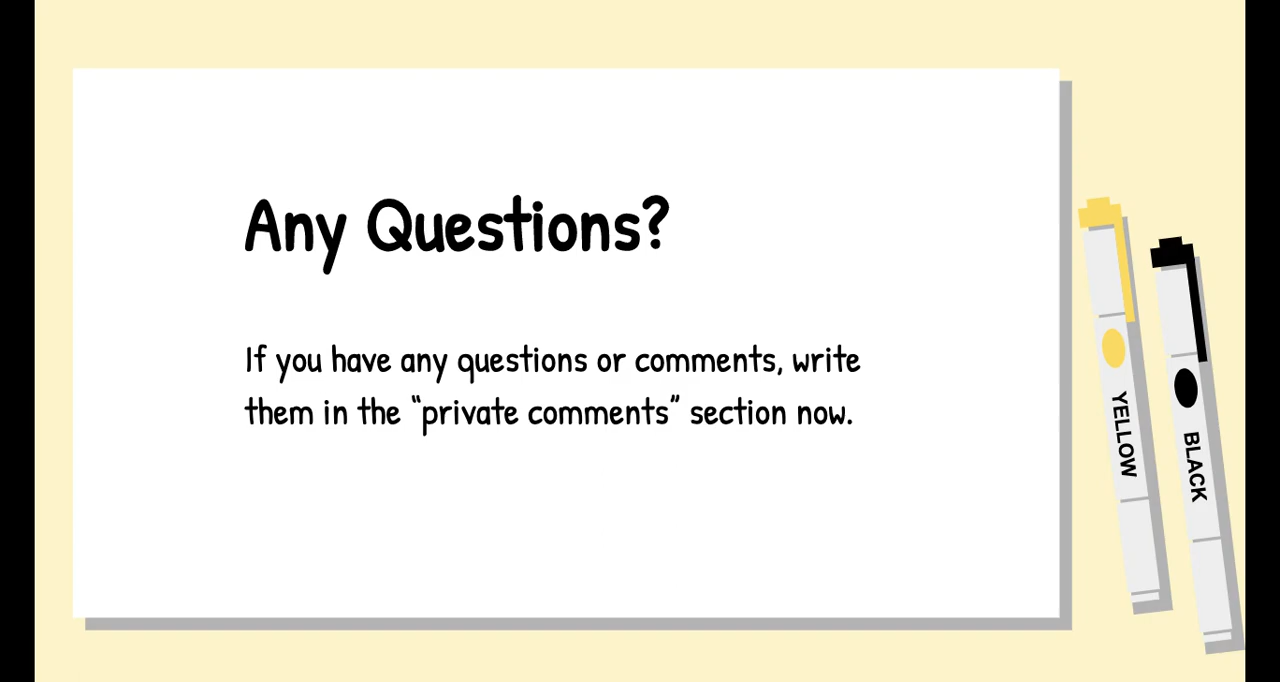 Any Questions?
If you have any questions or comments, write
them in the “private comments” section now.
YELLOW
BLACK